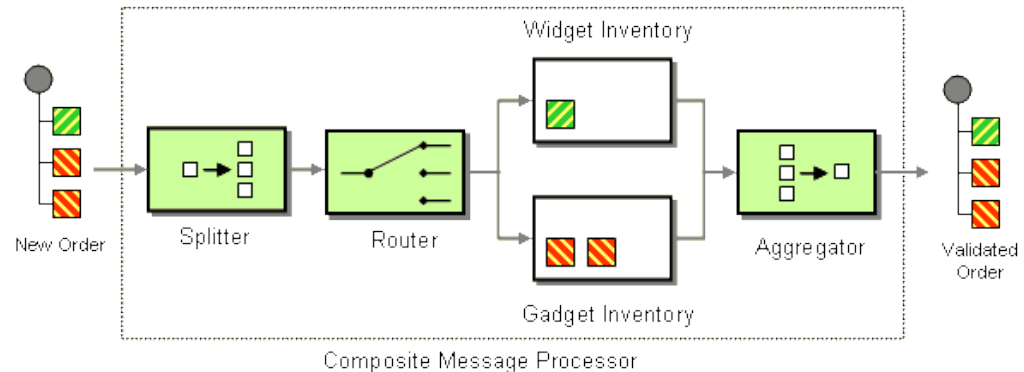 Widget Inventory
New Order
Splitter
Router
Aggregator
Validated
Order
Gadget Inventory
Composite Message Processor